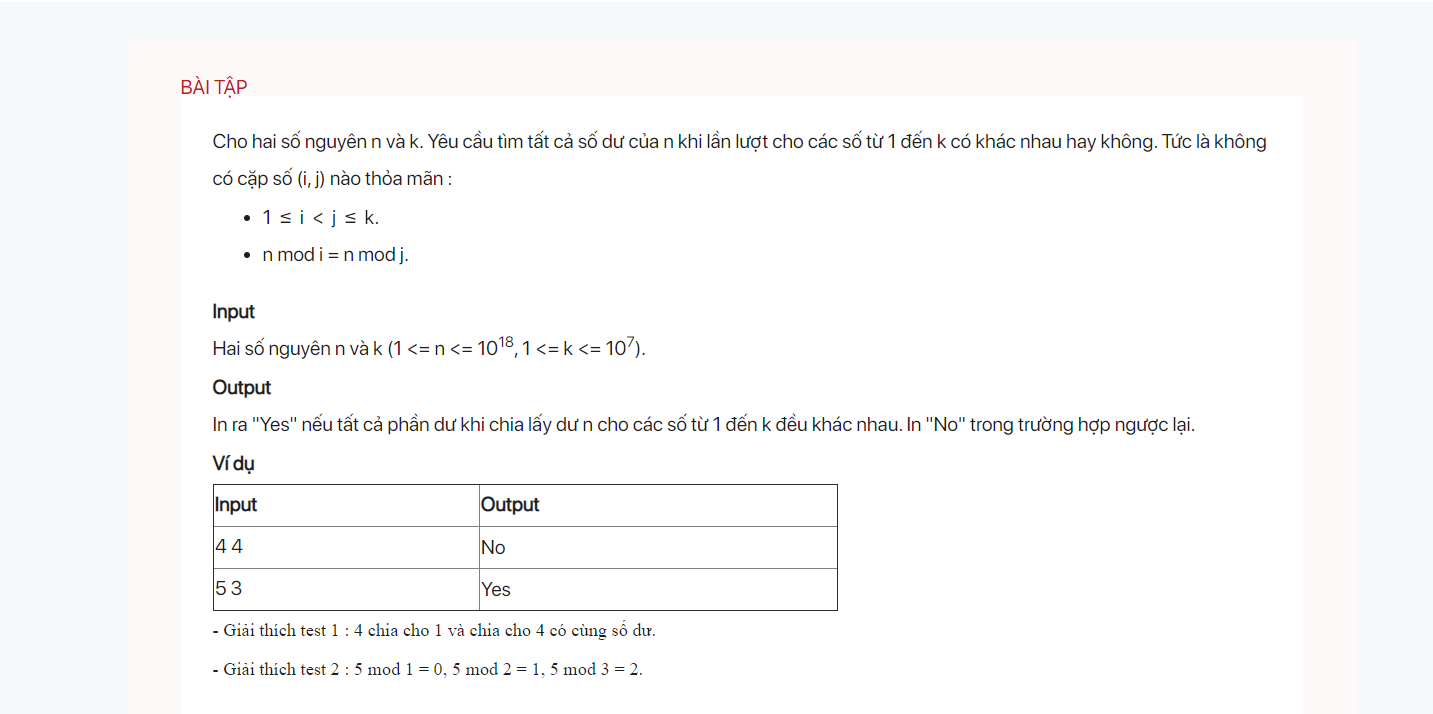 BÀI TẬP
Cho hai số nguyên n và k. Yêu cầu tìm tất cả số dư của n khi lần lượt cho các số từ 1 đến k có khác nhau hay không. Tức là không
có cặp số (i, j) nào thỏa mãn :
• 1 ≤ i < j ≤ k.
• n mod i = n mod j.
Input
Hai số nguyên n và k (1 <= n <= 10^18, 1 <= k <= 10^7).
Output
In ra "Yes" nếu tất cả phần dư khi chia lấy dư n cho các số từ 1 đến k đều khác nhau. In "No" trong trường hợp ngược lại.
Ví dụ
Input Output
4 4 No
5 3 Yes
- Giải thích test 1 : 4 chia cho 1 và chia cho 4 có cùng số dư.
- Giải thích test 2 : 5 mod 1 = 0, 5 mod 2 = 1, 5 mod 3 = 2.